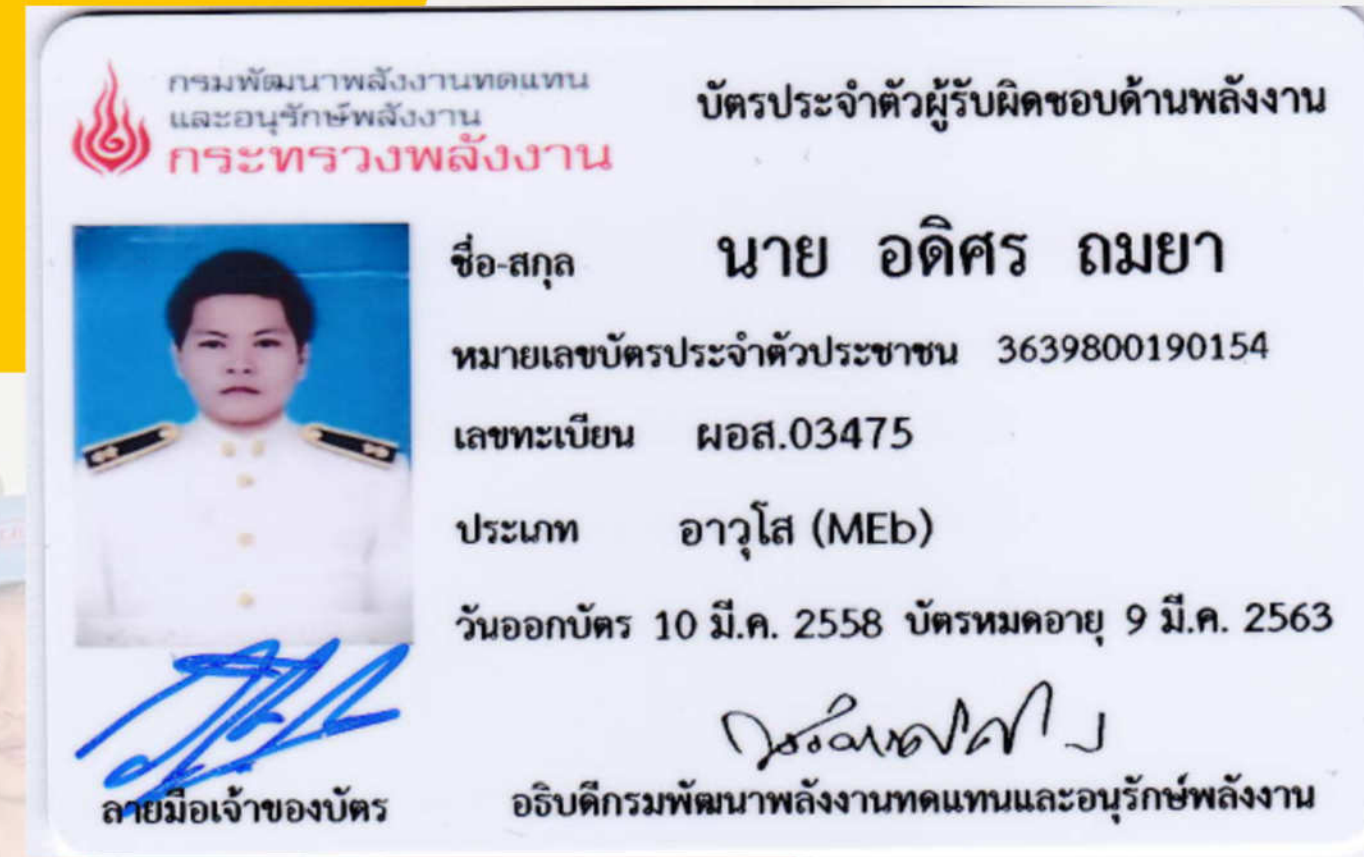 กรมพัฒนาพลังงานทดแทน
และอนุรักษ์พลังงาน
กระทรวงพลังงาน
บัตรประจำตัวผู้รับผิดชอบด้านพลังงาน
ชื่อ-สกุล นาย อดิศร ถมยา
หมายเลขบัตรประจำตัวประชาชน 3639800190154
เลขทะเบียน ผอส.03475
ประเภท อาวุโส (MEb)
วันออกบัตร 10 มี.ค. 2558 บัตรหมดอายุ 9 มี.ค. 2563
ลายมือเจ้าของบัตร
อธิบดีกรมพัฒนาพลังงานทดแทนและอนุรักษ์พลังงาน